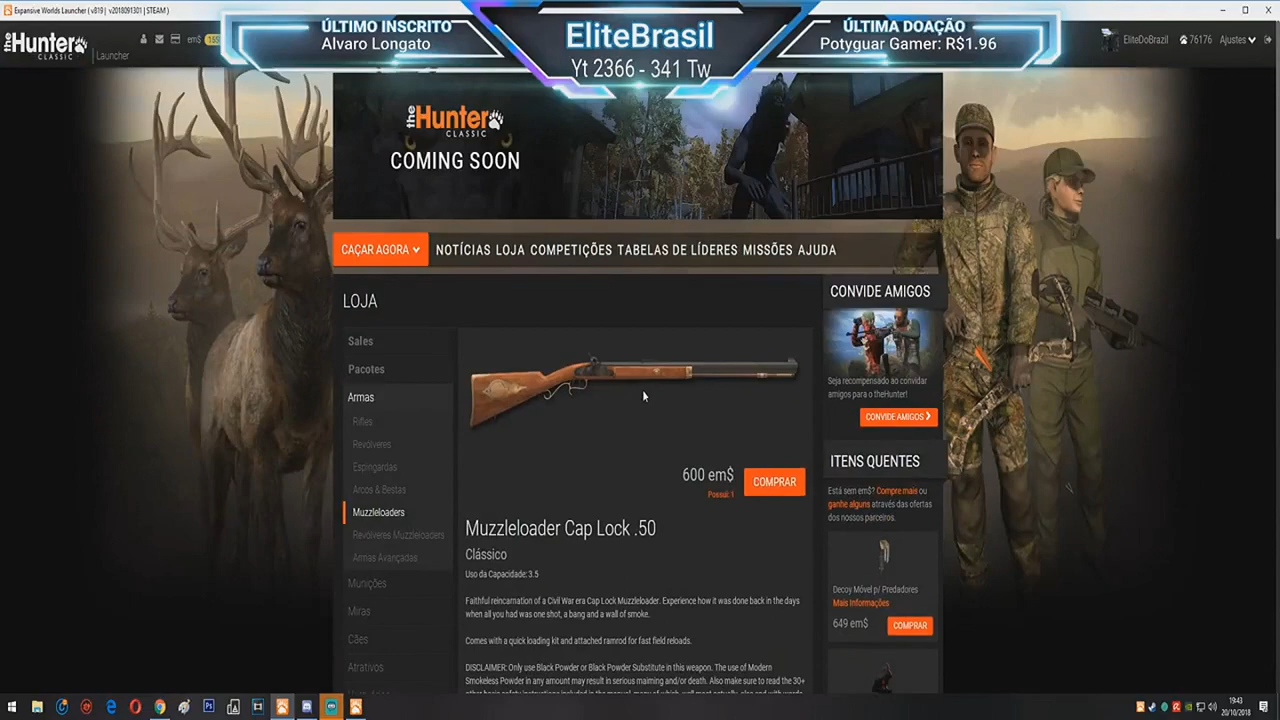 Expansive Worlds Launcher ( v819 | v2018091301 | STEAM )
ÚLTIMO INSCRITO
Alvaro Longato
EliteBrasil
Yt 2366 - 341 Tw
ÚLTIMA DOAÇÃO
Potyguar Gamer: R$1.96
theHunter
CLASSIC
Launcher
em$
EliteDoBrazil
76176
Ajustes
theHunter
CLASSIC
COMING SOON
CAÇAR AGORA
NOTÍCIAS LOJA COMPETIÇÕES TABELAS DE LÍDERES MISSÕES AJUDA
LOJA
Sales
Pacotes
Armas
Rifles
Revólveres
Espingardas
Arcos & Bestas
Muzzleloaders
Revólveres Muzzleloaders
Armas Avançadas
Munições
Miras
Cães
Atrativos
600 em$
Possui: 1
COMPRAR
Muzzleloader Cap Lock .50
Clássico
Uso da Capacidade: 3.5
Faithful reincarnation of a Civil War era Cap Lock Muzzleloader. Experience how it was done back in the days
when all you had was one shot, a bang and a wall of smoke.
Comes with a quick loading kit and attached ramrod for fast field reloads.
DISCLAIMER: Only use Black Powder or Black Powder Substitute in this weapon. The use of Modern
Smokeless Powder in any amount may result in serious maiming and/or death. Also make sure to read the 30+
CONVIDE AMIGOS
Seja recompensado ao convidar
amigos para o theHunter!
CONVIDE AMIGOS
ITENS QUENTES
Está sem em$? Compre mais ou
ganhe alguns através das ofertas
dos nossos parceiros.
Decoy Móvel p/ Predadores
Mais Informações
649 em$
COMPRAR
19:43
20/10/2018